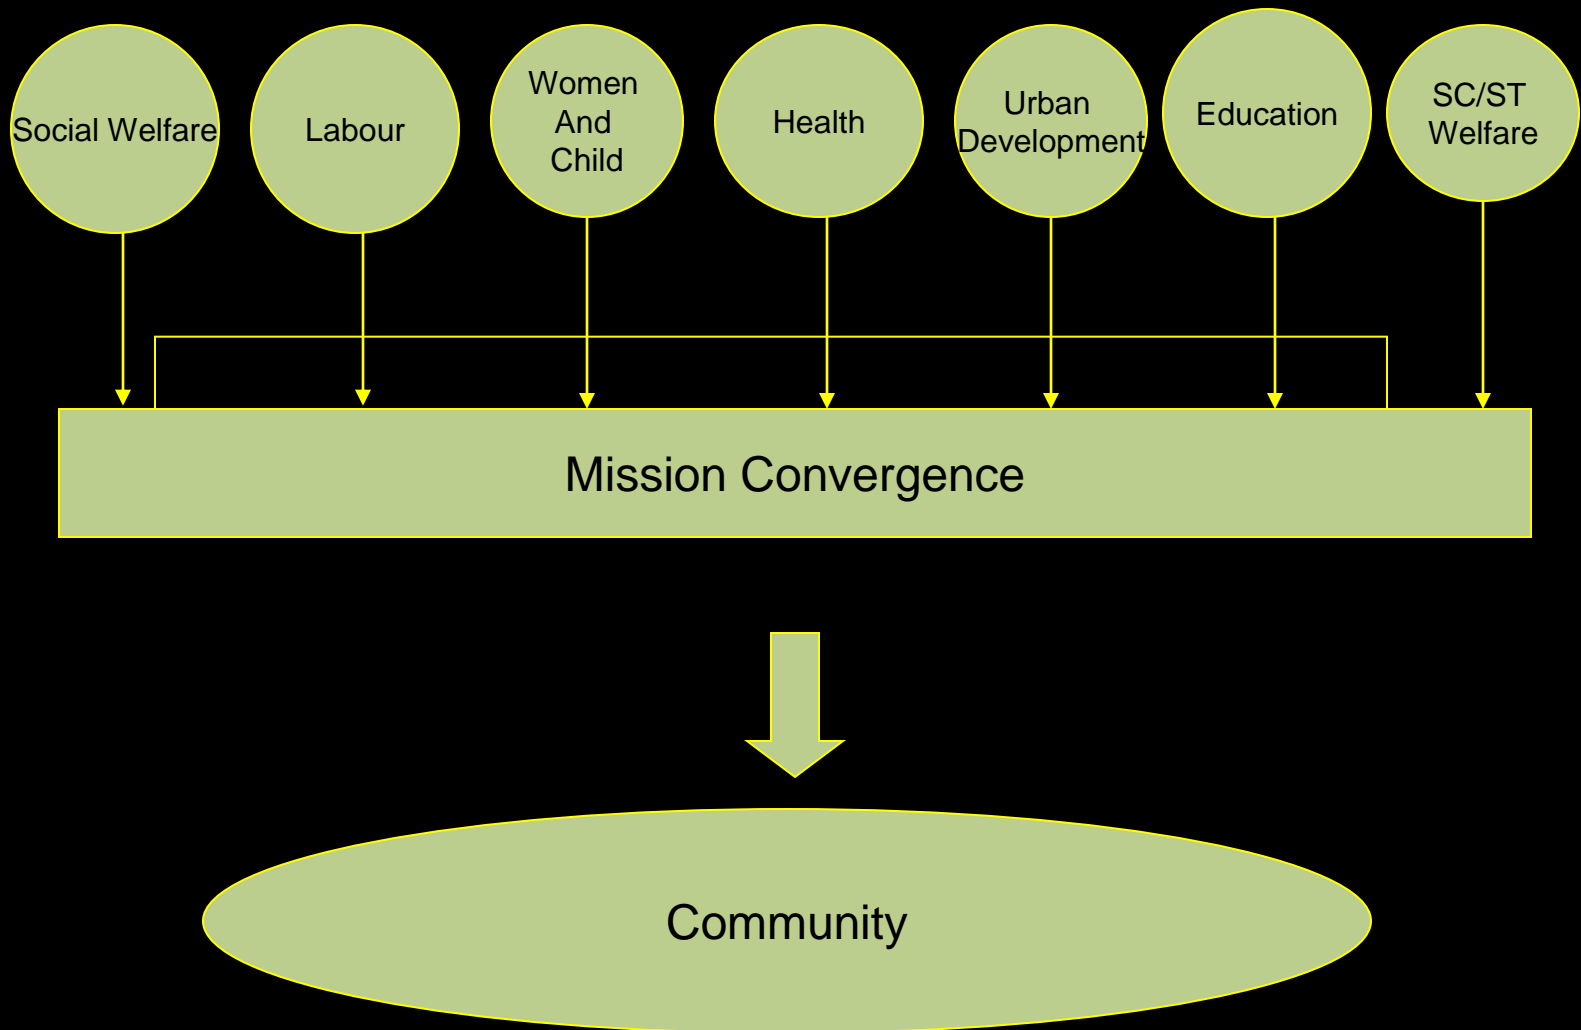 Social Welfare
Labour
Women
And
Child
Health
Urban
Development
Education
SC/ST
Welfare
Mission Convergence
Community